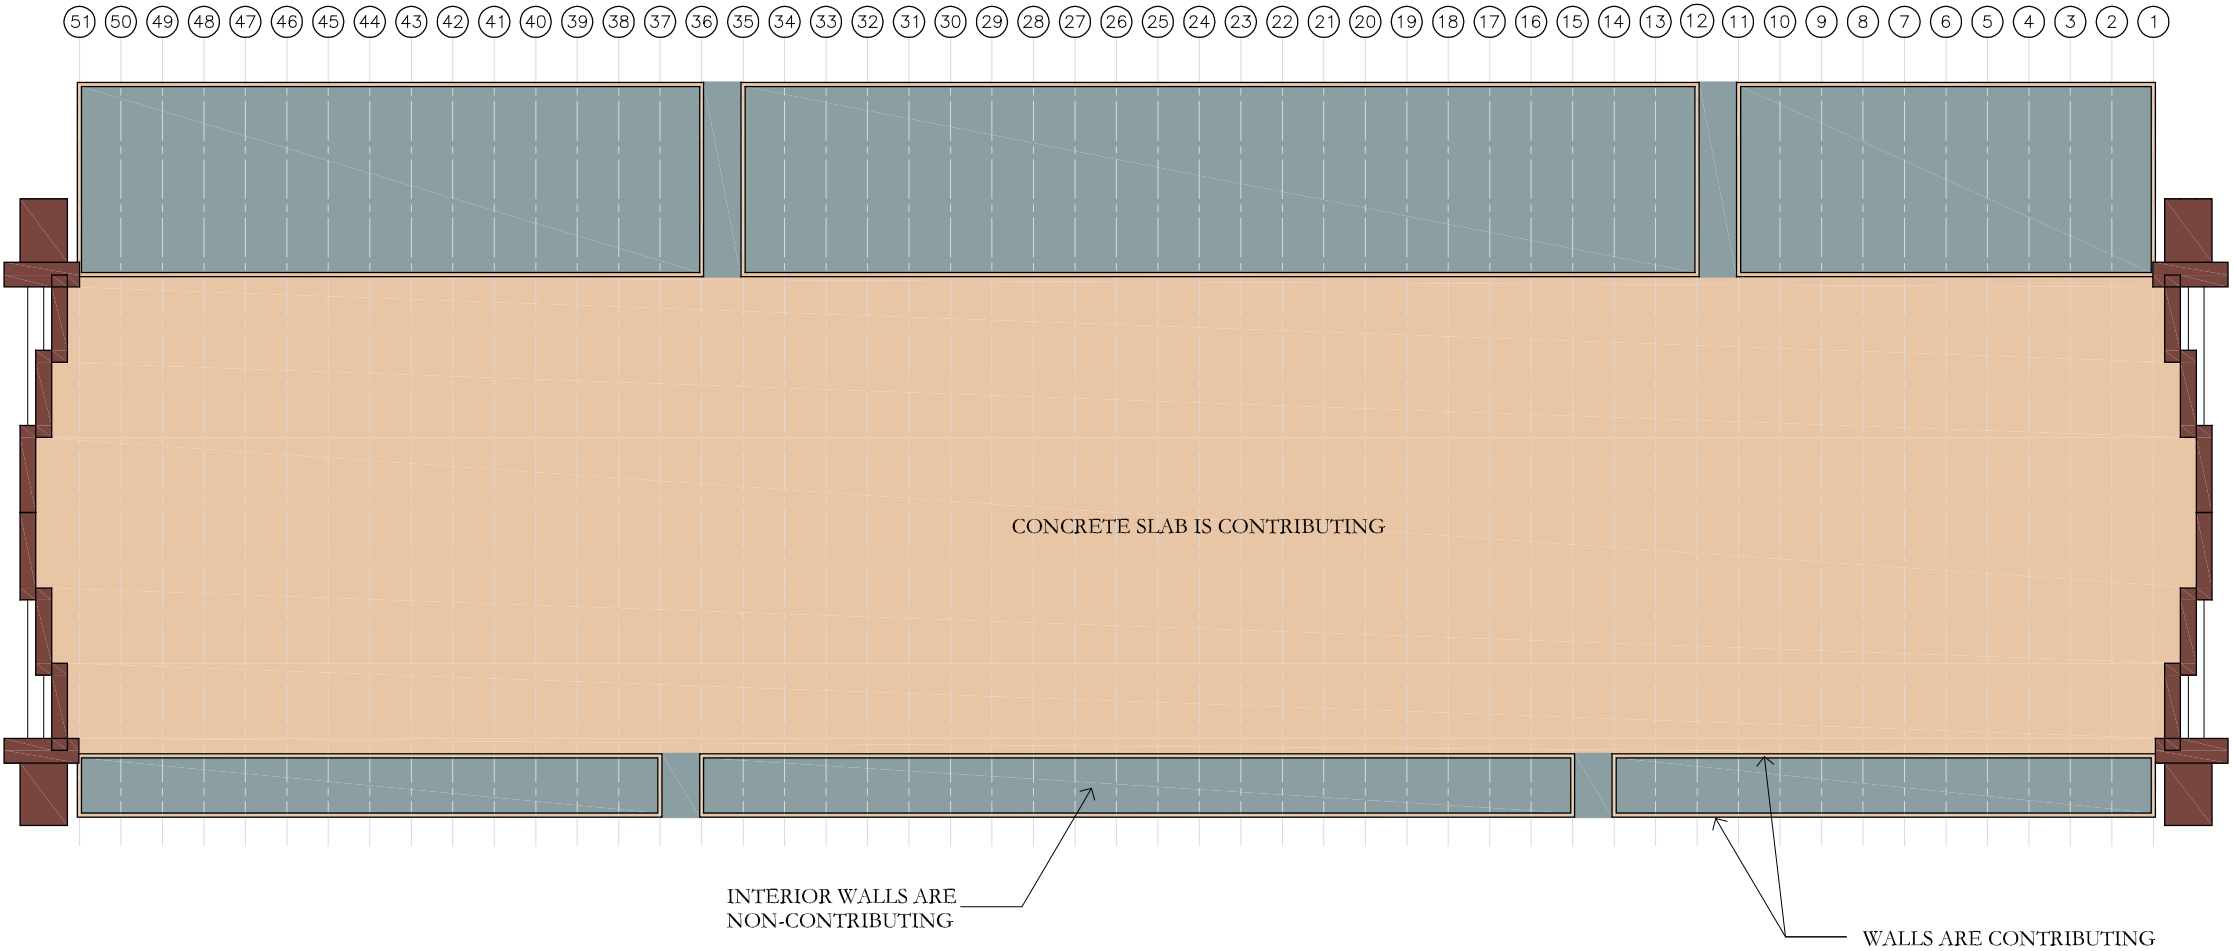 51 50 49 48 47 46 45 44 43 42 41 40 39 38 37 36 35 34 33 32 31 30 29 28 27 26 25 24 23 22 21 20 19 18 17 16 15 14 13 12 11 10 9 8 7 6 5 4 3 2 1
CONCRETE SLAB IS CONTRIBUTING
INTERIOR WALLS ARE
NON-CONTRIBUTING
WALLS ARE CONTRIBUTING